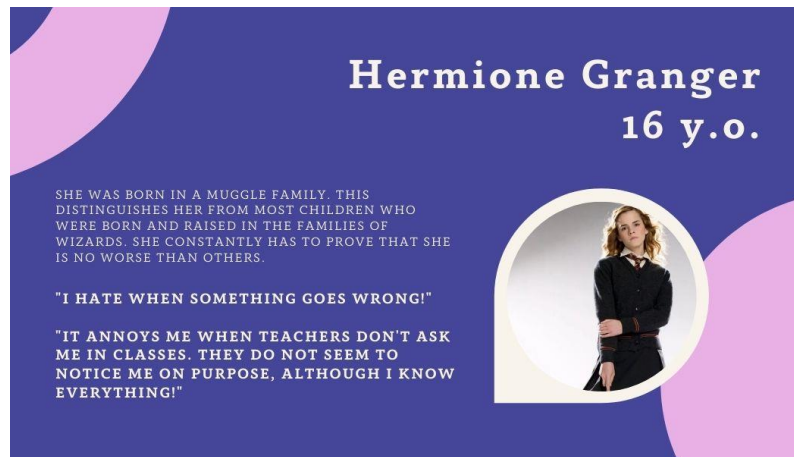 Hermione Granger
16 y.o.
SHE WAS BORN IN A MUGGLE FAMILY. THIS
DISTINGUISHES HER FROM MOST CHILDREN WHO
WERE BORN AND RAISED IN THE FAMILIES OF
WIZARDS. SHE CONSTANTLY HAS TO PROVE THAT SHE
IS NO WORSE THAN OTHERS.
"I HATE WHEN SOMETHING GOES WRONG!"
"IT ANNOYS ME WHEN TEACHERS DON'T ASK
ME IN CLASSES. THEY DO NOT SEEM TO
NOTICE ME ON PURPOSE, ALTHOUGH I KNOW
EVERYTHING!"